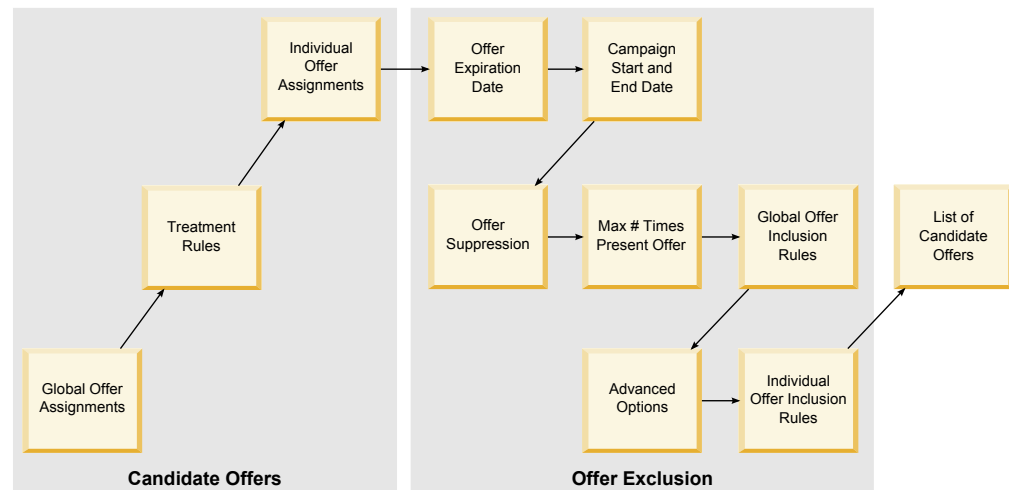 Individual
Offer
Assignments
Offer
Expiration
Date
Campaign
Start and
End Date
Treatment
Rules
Offer
Suppression
Max # Times
Present Offer
Global Offer
Inclusion
Rules
List of
Candidate
Offers
Global Offer
Assignments
Advanced
Options
Individual
Offer Inclusion
Rules
Candidate Offers
Offer Exclusion